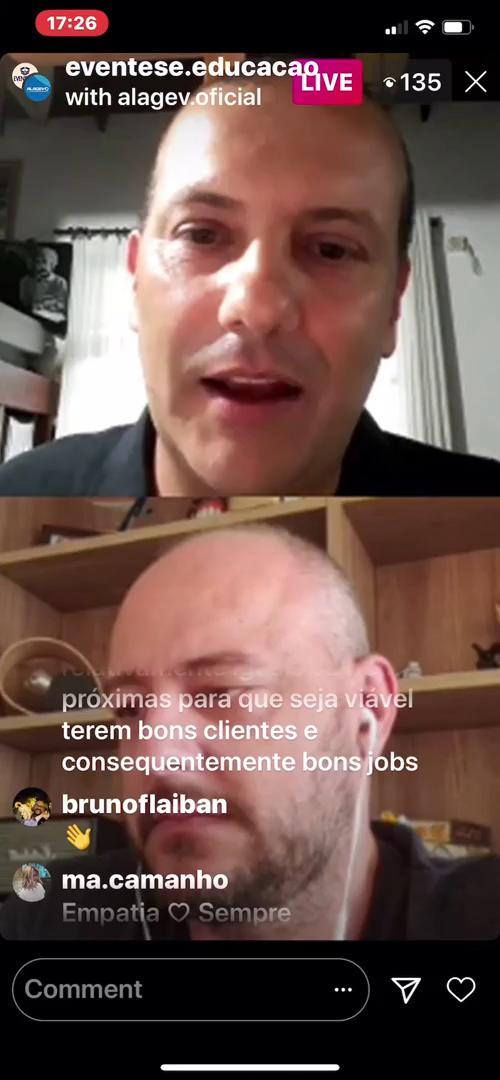 17:26
eventese.educacao
with alagev.oficial
LIVE
135
próximas para que seja viável
terem bons clientes e
consequentemente bons jobs
brunoflaiban
👋
ma.camanho
Empatia ♡ Sempre
Comment